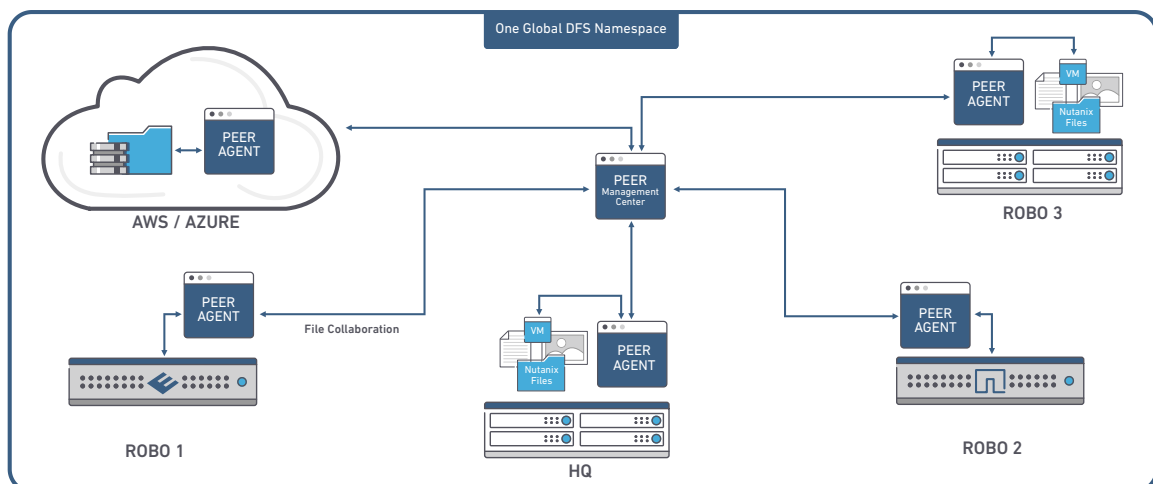 One Global DFS Namespace
PEER
AGENT
AWS / AZURE
PEER
Management
Center
PEER
AGENT
VM
Nutanix
Files
ROBO 3
PEER
AGENT
File Collaboration
ROBO 1
VM
Nutanix
Files
PEER
AGENT
HQ
PEER
AGENT
ROBO 2